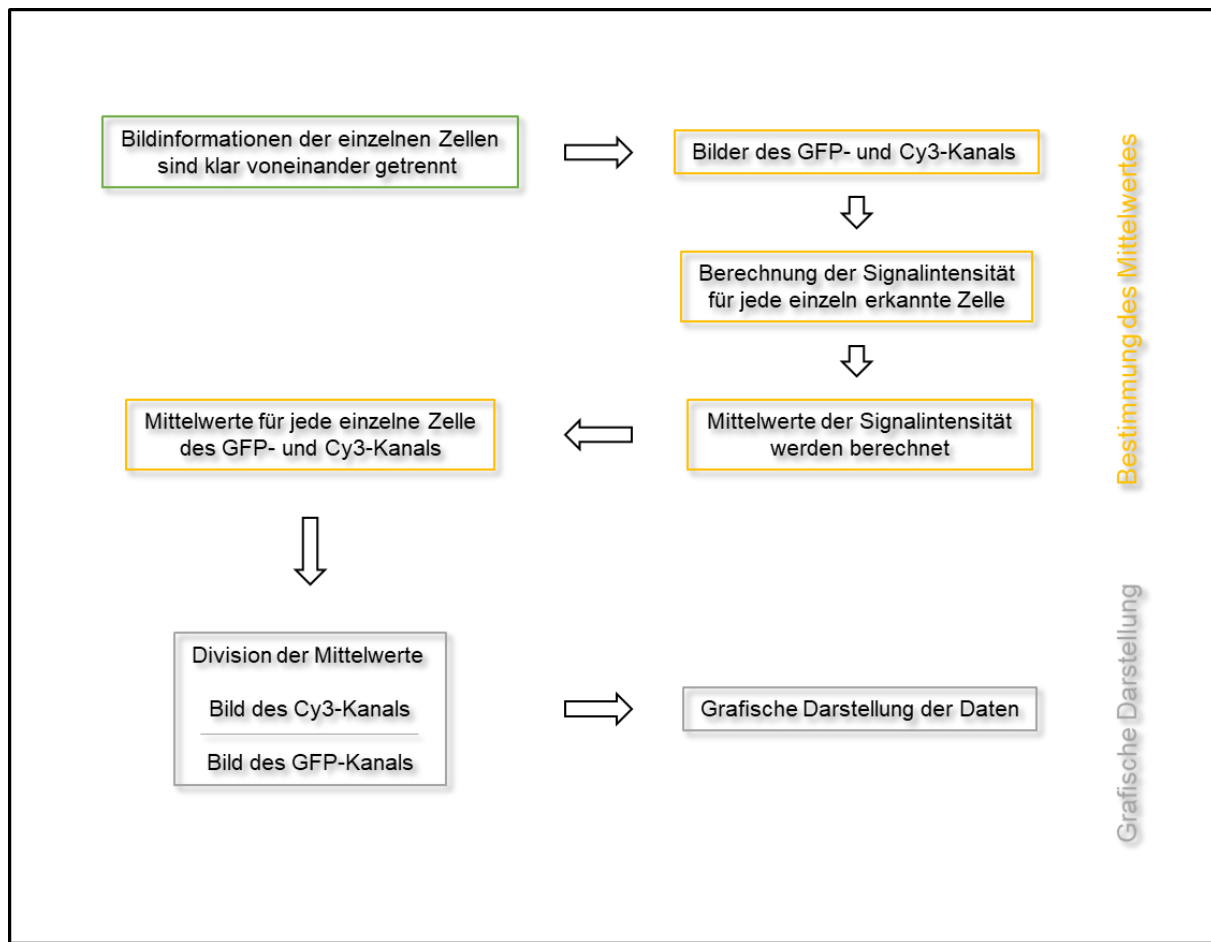 Bildinformationen der einzelnen Zellen
sind klar voneinander getrennt
Bilder des GFP- und Cy3-Kanals
Berechnung der Signalintensität
für jede einzeln erkannte Zelle
Mittelwerte der Signalintensität
werden berechnet
Mittelwerte für jede einzelne Zelle
des GFP- und Cy3-Kanals
Bestimmung des Mittelwertes
Division der Mittelwerte
Bild des Cy3-Kanals
Bild des GFP-Kanals
Grafische Darstellung der Daten
Grafische Darstellung